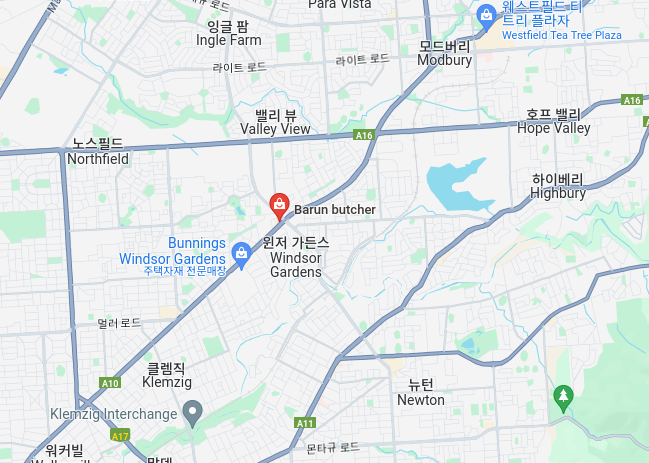 Para Vista
웨스트필드 티
트리 플라자
Westfield Tea Tree Plaza
잉글 팜
Ingle Farm
모드버리
Modbury
라이트 로드
라이트 로드
A16
밸리 뷰
Valley View
A16
호프 밸리
Hope Valley
노스필드
Northfield
하이베리
Highbury
Barun butcher
Bunnings
Windsor Gardens
주택자재 전문매장
윈저 가든스
Windsor
Gardens
멀러 로드
클렘직
Klemzig
A10
뉴턴
Newton
Klemzig Interchange
A11
A17
몬타규 로드
워커빌